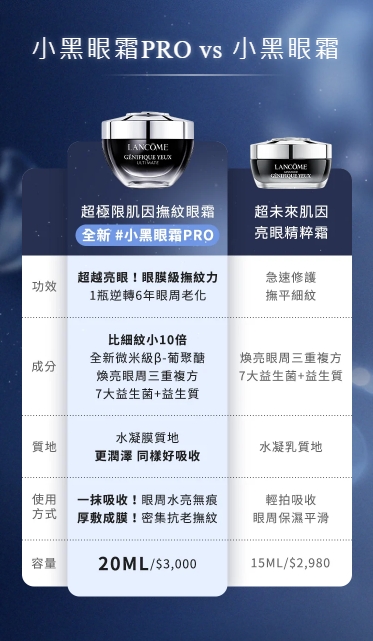 小黑眼霜PRO vs 小黑眼霜
LANCÔME
GÉNIFIQUE YEUX
ULTIMATE
LANCÔME
GÉNIFIQUE YEUX
超極限肌因撫紋眼霜
全新 #小黑眼霜PRO
超未來肌因
亮眼精粹霜
功效
超越亮眼！眼膜級撫紋力
1瓶逆轉6年眼周老化
急速修護
撫平細紋
成分
比細紋小10倍
全新微米級β-葡聚醣
煥亮眼周三重複方
7大益生菌+益生質
煥亮眼周三重複方
7大益生菌+益生質
質地
水凝膜質地
更潤澤 同樣好吸收
水凝乳質地
使用
方式
一抹吸收！眼周水亮無痕
厚敷成膜！密集抗老撫紋
輕拍吸收
眼周保濕平滑
容量
20ML/$3,000
15ML/$2,980